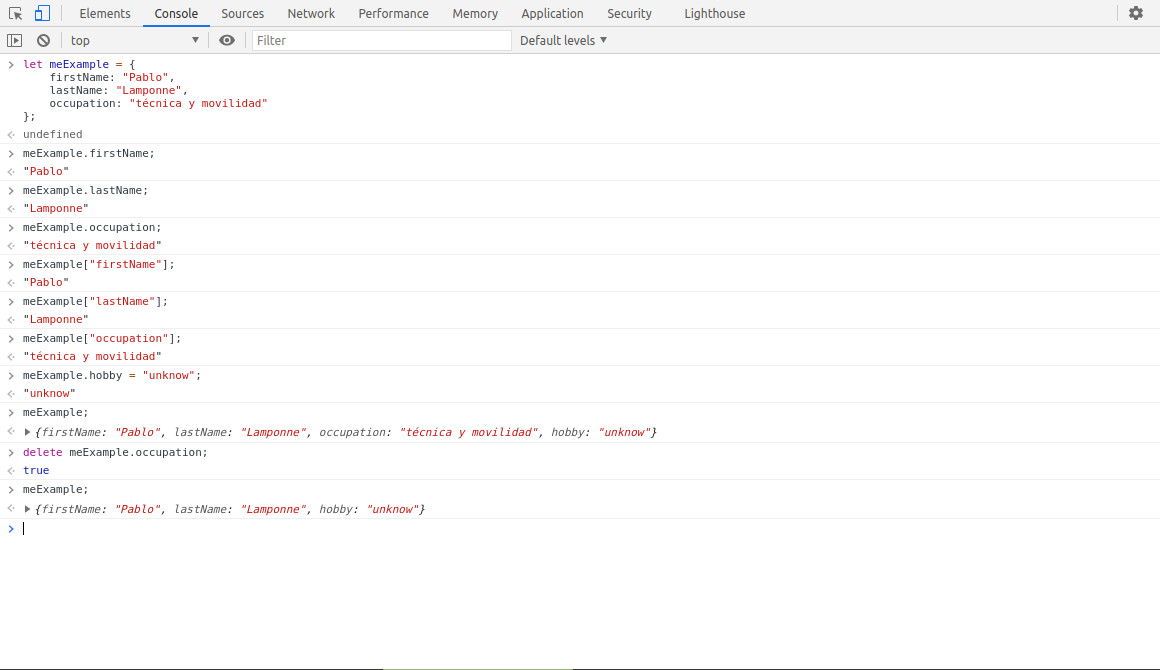 Elements Console Sources Network Performance Memory Application Security Lighthouse
top Filter Default levels
let meExample = {
    firstName: "Pablo",
    lastName: "Lamponne",
    occupation: "técnica y movilidad"
};
undefined
meExample.firstName;
"Pablo"
meExample.lastName;
"Lamponne"
meExample.occupation;
"técnica y movilidad"
meExample["firstName"];
"Pablo"
meExample["lastName"];
"Lamponne"
meExample["occupation"];
"técnica y movilidad"
meExample.hobby = "unknow";
"unknow"
meExample;
{firstName: "Pablo", lastName: "Lamponne", occupation: "técnica y movilidad", hobby: "unknow"}
delete meExample.occupation;
true
meExample;
{firstName: "Pablo", lastName: "Lamponne", hobby: "unknow"}